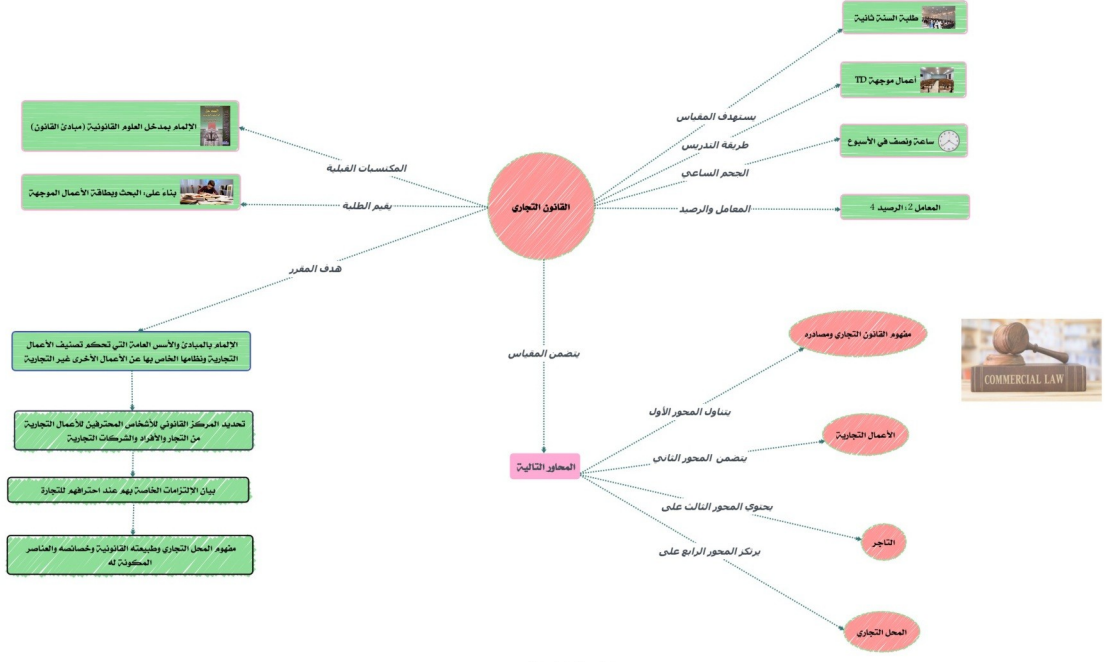 طلبة السنة ثانية
أعمال موجهة TD
ساعة ونصف في الأسبوع
المعامل 2؛ الرصيد 4
يستهدف المقياس
طريقة التدريس
الحجم الساعي
المعامل والرصيد
القانون التجاري
المكتسبات القبلية
الإلمام بمدخل العلوم القانونية (مبادئ القانون)
يقيم الطلبة
بناءً على: البحث وبطاقة الأعمال الموجهة
هدف المقرر
الإلمام بالمبادئ والأسس العامة التي تحكم تصنيف الأعمال
التجارية ونظامها الخاص بها عن الأعمال الأخرى غير التجارية
تحديد المركز القانوني للأشخاص المحترفين للأعمال التجارية
من التجار والأفراد والشركات التجارية
بيان الإلتزامات الخاصة بهم عند احترافهم للتجارة
مفهوم المحل التجاري وطبيعته القانونية وخصائصه والعناصر
المكونة له
يتضمن المقياس
المحاور التالية
يتناول المحور الأول
مفهوم القانون التجاري ومصادره
يتضمن المحور الثاني
الأعمال التجارية
يحتوي المحور الثالث على
التاجر
يرتكز المحور الرابع على
المحل التجاري
COMMERCIAL LAW